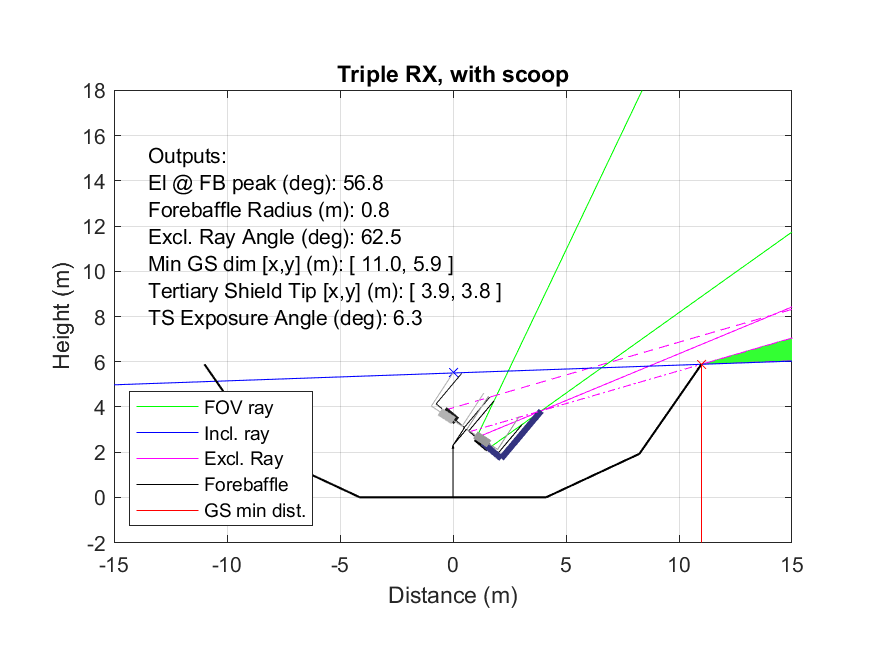 Triple RX, with scoop
18
16
14
12
10
8
6
4
2
0
-2
Height (m)
Outputs:
El @ FB peak (deg): 56.8
Forebaffle Radius (m): 0.8
Excl. Ray Angle (deg): 62.5
Min GS dim [x,y] (m): [ 11.0, 5.9 ]
Tertiary Shield Tip [x,y] (m): [ 3.9, 3.8 ]
TS Exposure Angle (deg): 6.3
FOV ray
Incl. ray
Excl. Ray
Forebaffle
GS min dist.
-15 -10 -5 0 5 10 15
Distance (m)